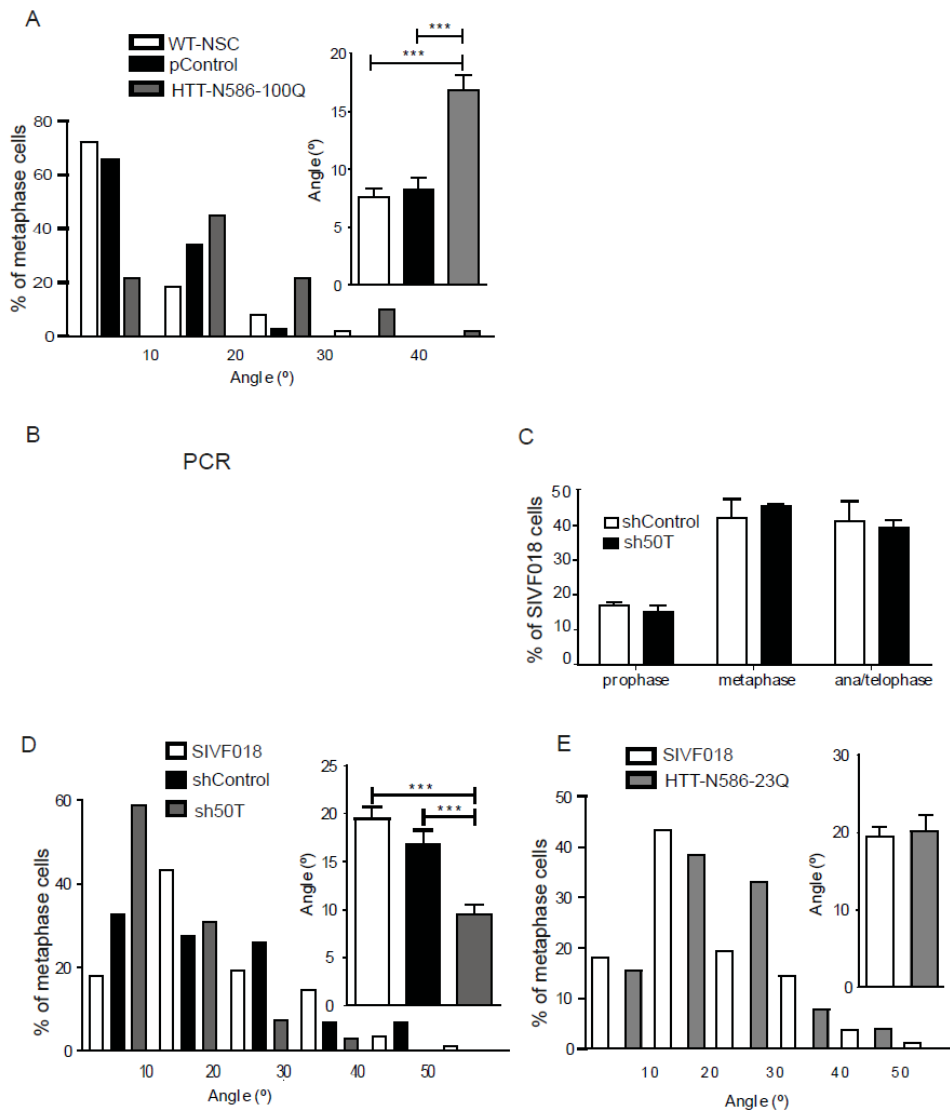 A
WT-NSC
pControl
HTT-N586-100Q
% of metaphase cells
80
60
40
20
0
10 20 30 40
Angle (º)
Angle (º)
20
15
10
5
0
***
***
B
PCR
C
% of SIVF018 cells
50
40
30
20
10
0
shControl
sh50T
prophase metaphase ana/telophase
D
SIVF018
shControl
sh50T
% of metaphase cells
60
40
20
0
10 20 30 40 50
Angle (º)
Angle (º)
25
20
15
10
5
0
***
***
E
SIVF018
HTT-N586-23Q
% of metaphase cells
50
40
30
20
10
0
10 20 30 40 50
Angle (º)
Angle (º)
30
20
10
0